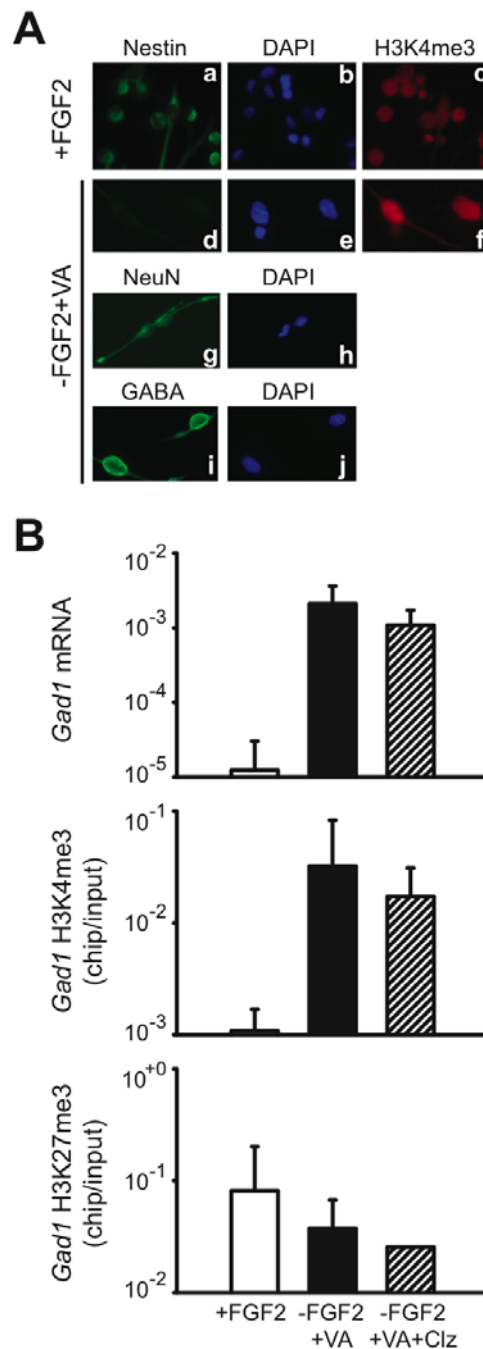 A
Nestin DAPI H3K4me3
+FGF2
a b c
-FGF2+VA
d e f
NeuN DAPI
g h
GABA DAPI
i j
B
Gad1 mRNA
10-2
10-3
10-4
10-5
Gad1 H3K4me3
(chip/input)
10-1
10-2
10-3
Gad1 H3K27me3
(chip/input)
10+0
10-1
10-2
+FGF2 -FGF2 -FGF2
+VA +VA+Clz